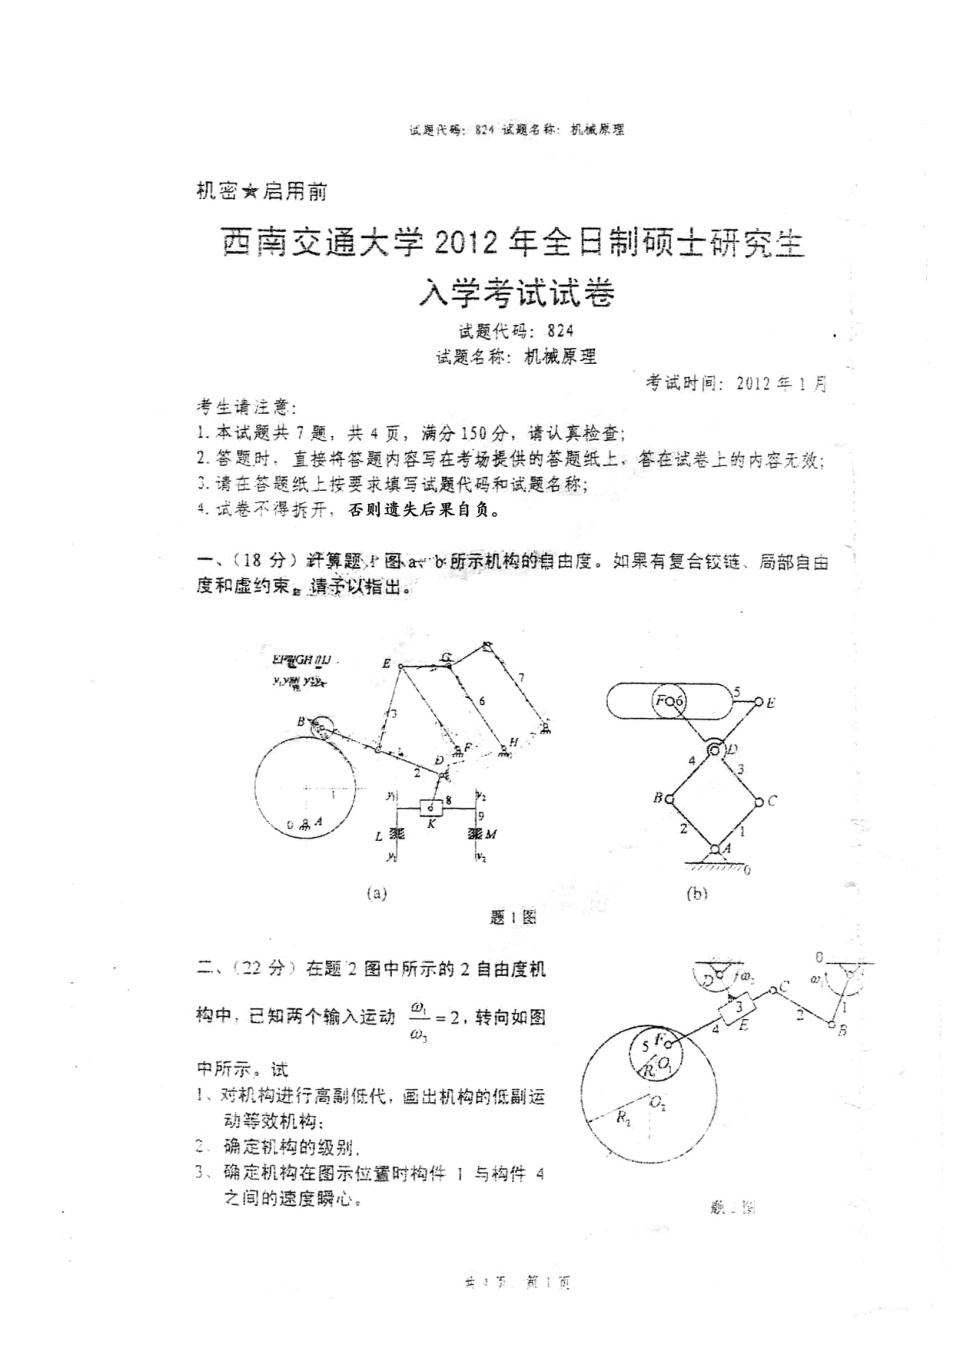 试题代码: 824 试题名称: 机械原理
机密★启用前
西南交通大学 2012 年全日制硕士研究生
入学考试试卷
试题代码: 824
试题名称: 机械原理
考试时间: 2012 年 1 月
考生请注意:
1. 本试题共 7 题, 共 4 页, 满分 150 分, 请认真检查;
2. 答题时, 直接将答题内容写在考场提供的答题纸上、答在试卷上的内容无效;
3. 请在答题纸上按要求填写试题代码和试题名称;
4. 试卷不得拆开, 否则遗失后果自负。
一、(18 分) 计算题 1 图 a、b 所示机构的自由度。如果有复合铰链、局部自由
度和虚约束, 请予以指出。
E G
7
3 6
B F H
D
2
1 8
9
K
A L M
(a)
F 6 5 E
D
4 3
B C
2 1
A
0
(b)
题 1 图
二、(22 分) 在题 2 图中所示的 2 自由度机
构中, 已知两个输入运动 ω₁/ω₃ = 2, 转向如图
中所示。试
1、对机构进行高副低代, 画出机构的低副运
动等效机构;
2、确定机构的级别.
3、确定机构在图示位置时构件 1 与构件 4
之间的速度瞬心。
0
D C
3 2 1
4 E B
5 F
R₁ O₁
O₂
R₂
题 2 图
共 4 页 第 1 页